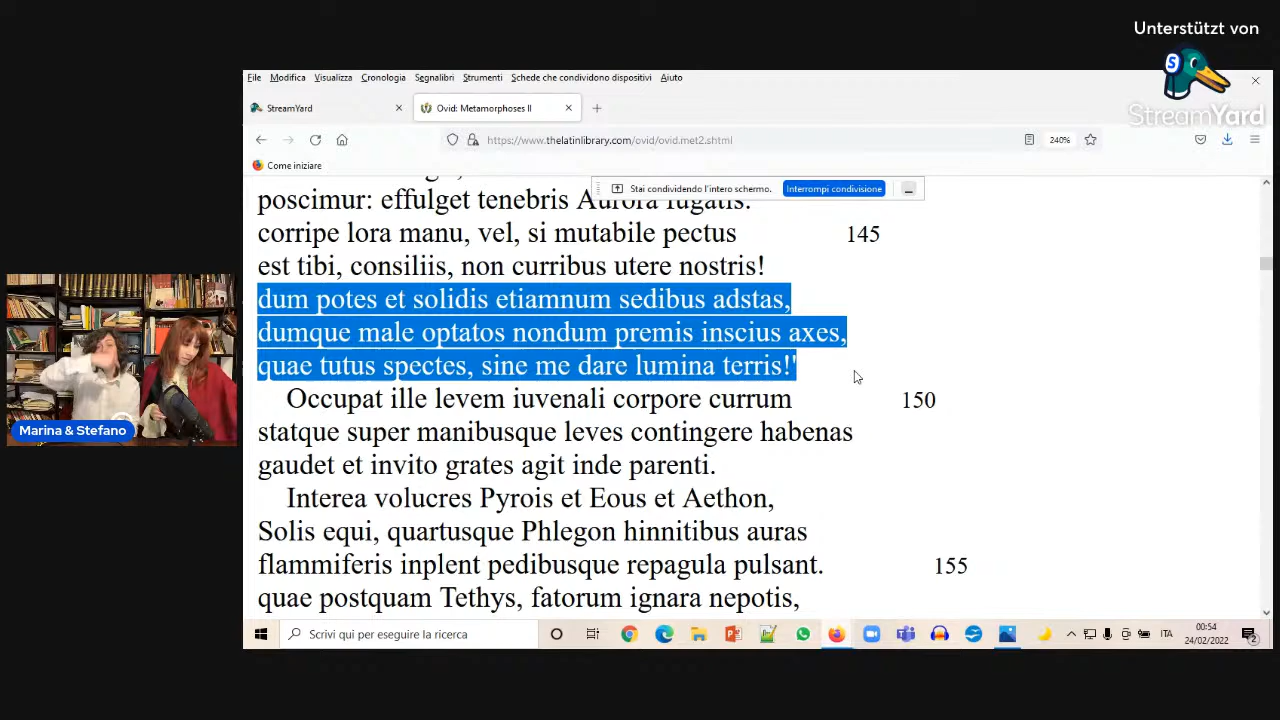 Unterstützt von
StreamYard
File Modifica Visualizza Cronologia Segnalibri Strumenti Schede che condividono dispositivi Aiuto
StreamYard
Ovid: Metamorphoses II
https://www.thelatinlibrary.com/ovid/ovid.met2.shtml
240%
Come iniziare
Stai condividendo l'intero schermo. Interrompi condivisione
poscimur: effulget tenebris Aurora fugatis.
corripe lora manu, vel, si mutabile pectus 145
est tibi, consiliis, non curribus utere nostris!
dum potes et solidis etiamnum sedibus adstas,
dumque male optatos nondum premis inscius axes,
quae tutus spectes, sine me dare lumina terris!'
Occupat ille levem iuvenali corpore currum 150
statque super manibusque leves contingere habenas
gaudet et invito grates agit inde parenti.
Interea volucres Pyrois et Eous et Aethon,
Solis equi, quartusque Phlegon hinnitibus auras
flammiferis inplent pedibusque repagula pulsant. 155
quae postquam Tethys, fatorum ignara nepotis,
Marina & Stefano
Scrivi qui per eseguire la ricerca
ITA
00:54
24/02/2022
2